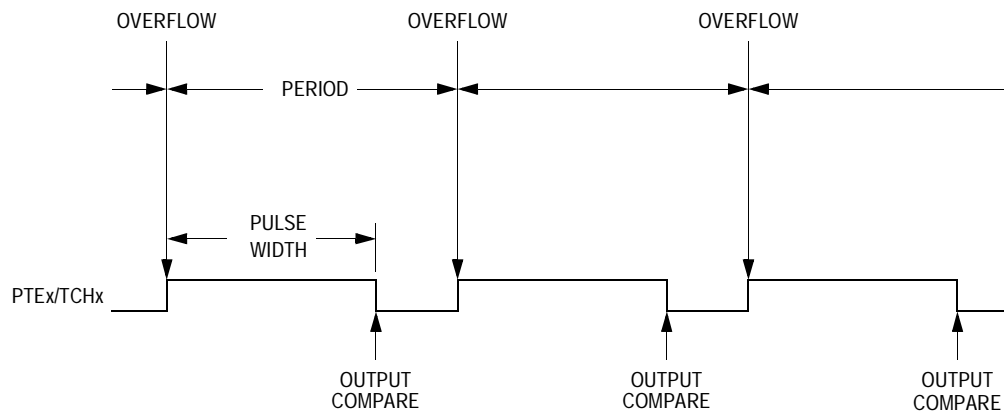 OVERFLOW
OVERFLOW
OVERFLOW
PERIOD
PULSE
WIDTH
PTEx/TCHx
OUTPUT
COMPARE
OUTPUT
COMPARE
OUTPUT
COMPARE